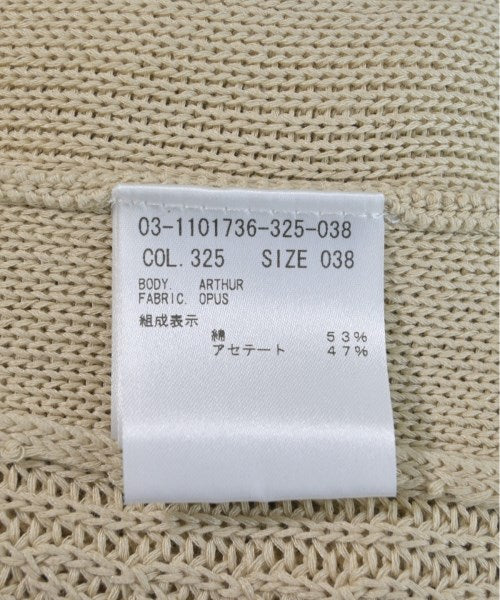 03-1101736-325-038
COL.325 SIZE 038
BODY. ARTHUR
FABRIC. OPUS
組成表示
綿 53%
アセテート 47%